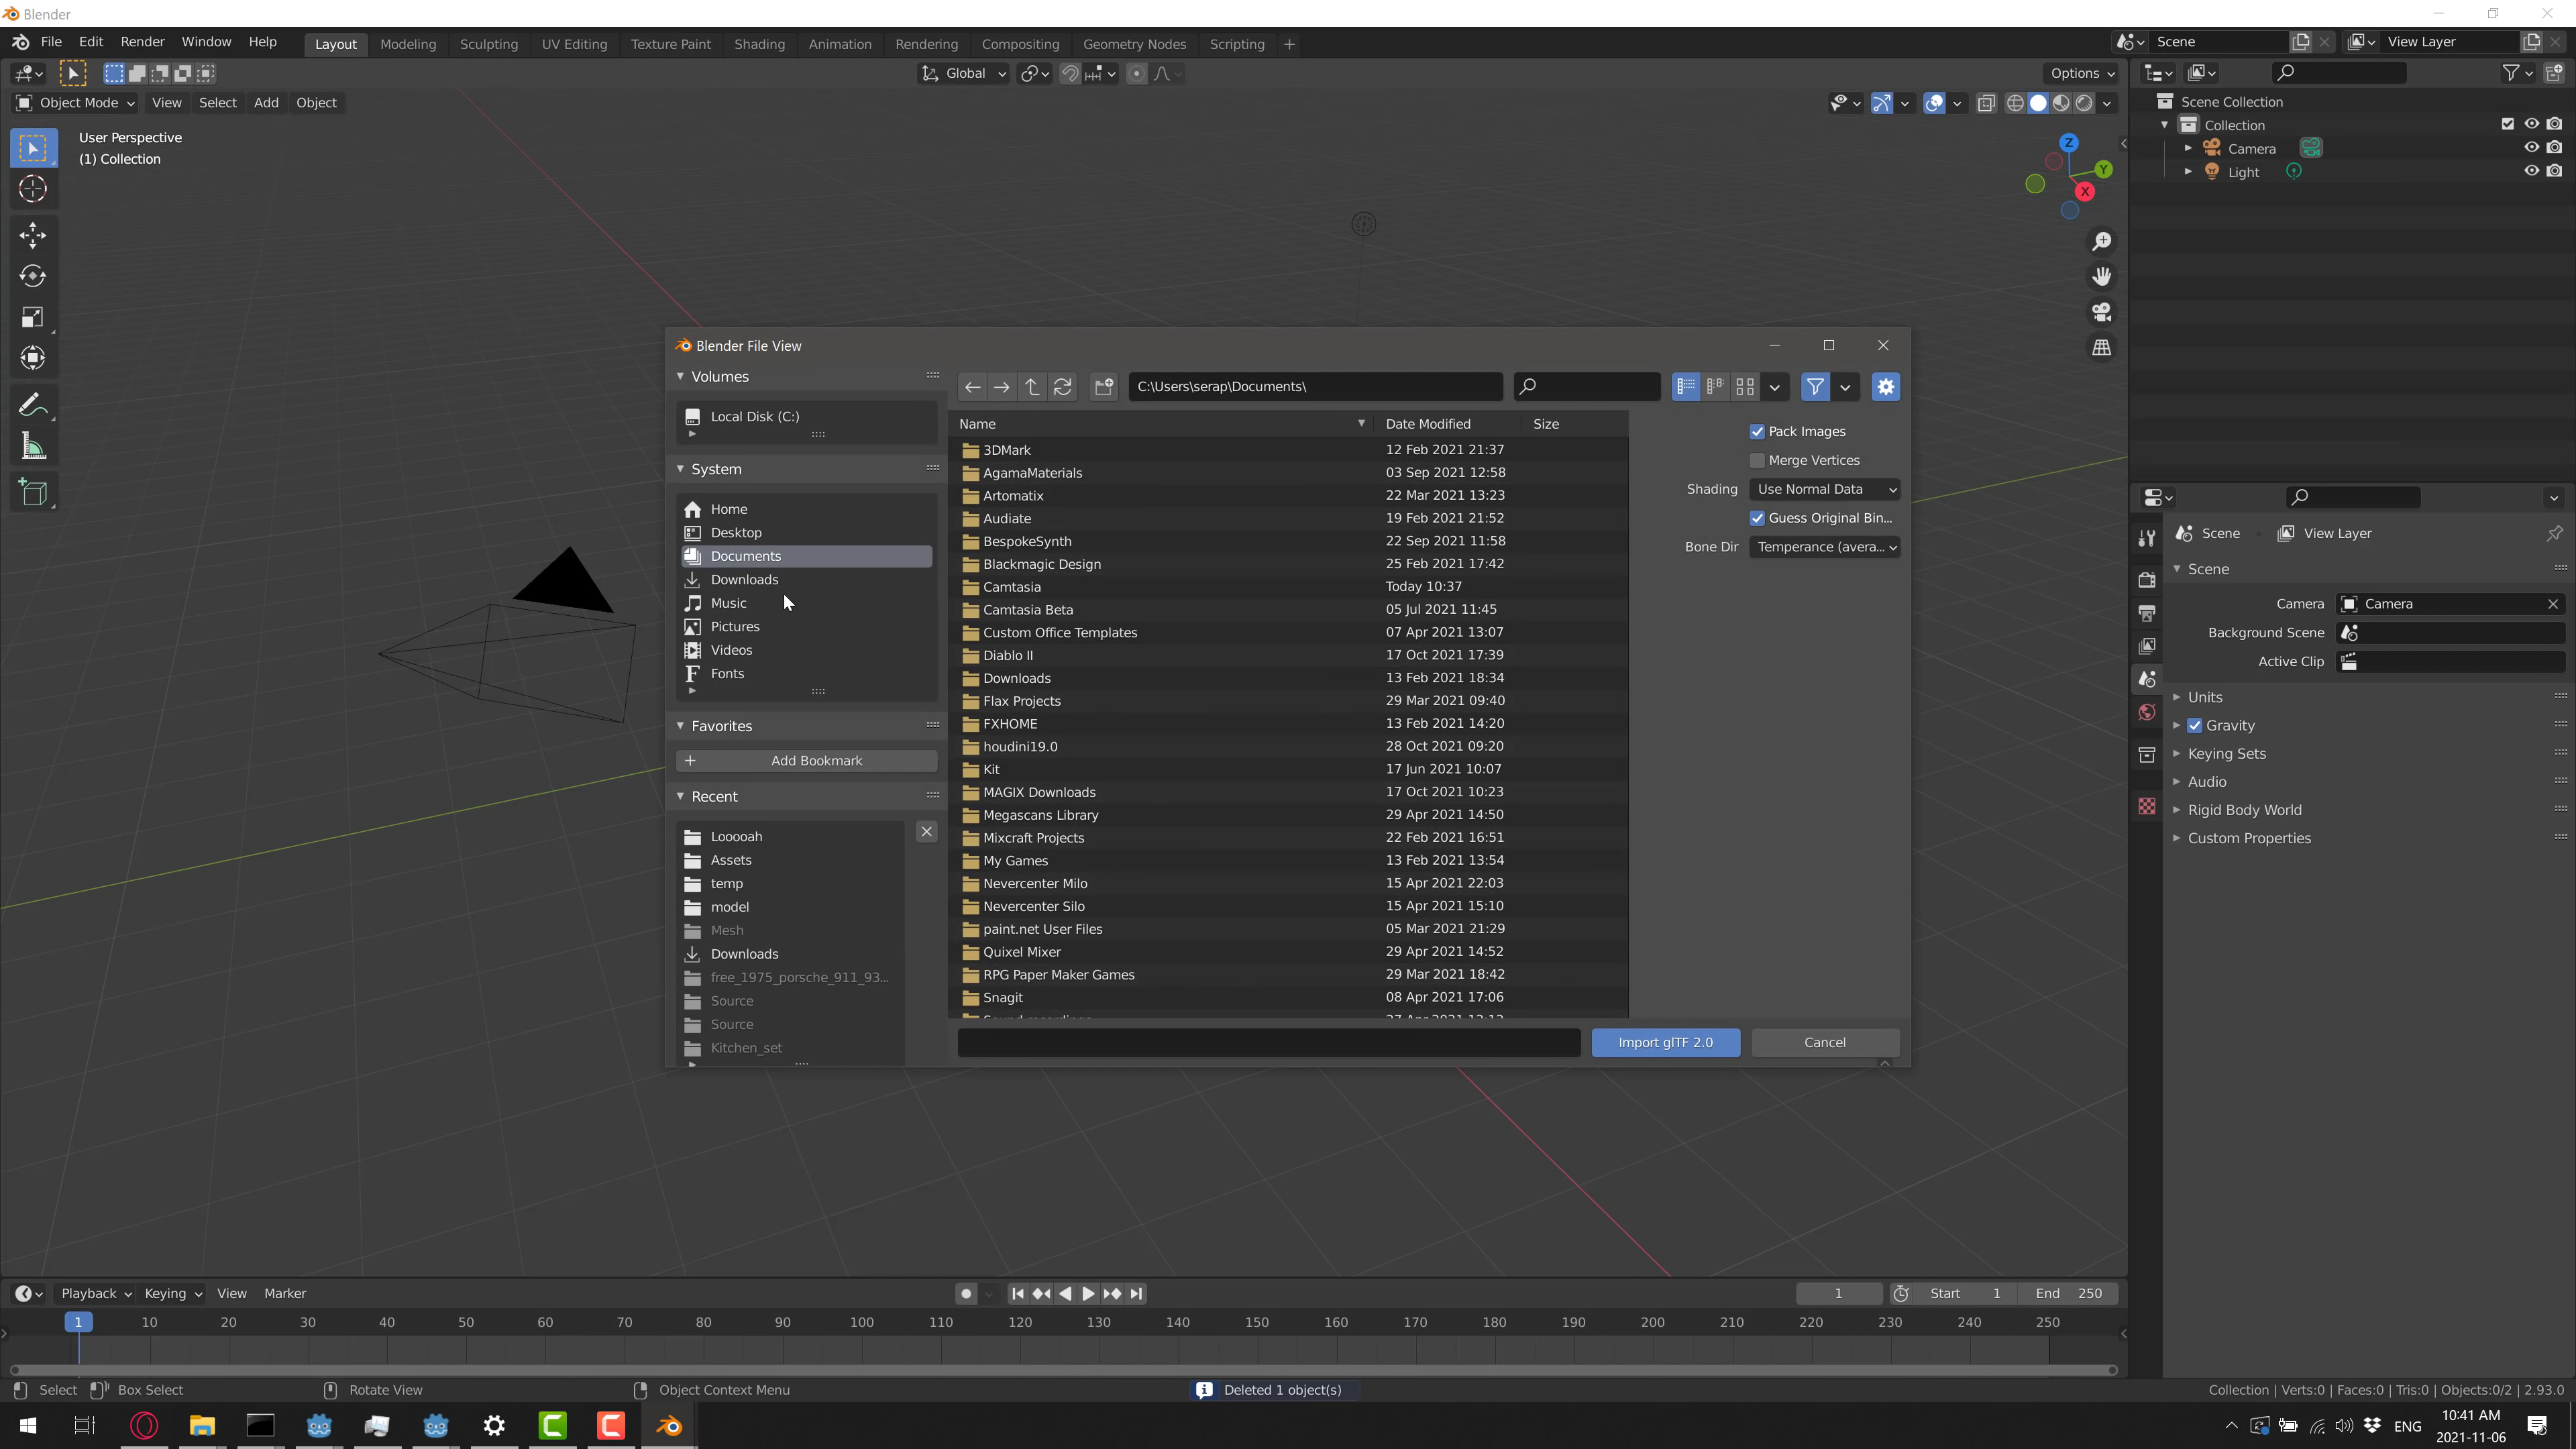 Blender
File Edit Render Window Help Layout Modeling Sculpting UV Editing Texture Paint Shading Animation Rendering Compositing Geometry Nodes Scripting + Scene View Layer
Global Options
Object Mode View Select Add Object
User Perspective
(1) Collection
Z
Y
X
Scene Collection
Collection
Camera
Light
Blender File View
Volumes
Local Disk (C:)
System
Home
Desktop
Documents
Downloads
Music
Pictures
Videos
Fonts
Favorites
Add Bookmark
Recent
Looooah
Assets
temp
model
Mesh
Downloads
free_1975_porsche_911_93...
Source
Source
Kitchen_set
C:\Users\serap\Documents\
Name Date Modified Size
3DMark 12 Feb 2021 21:37
AgamaMaterials 03 Sep 2021 12:58
Artomatix 22 Mar 2021 13:23
Audiate 19 Feb 2021 21:52
BespokeSynth 22 Sep 2021 11:58
Blackmagic Design 25 Feb 2021 17:42
Camtasia Today 10:37
Camtasia Beta 05 Jul 2021 11:45
Custom Office Templates 07 Apr 2021 13:07
Diablo II 17 Oct 2021 17:39
Downloads 13 Feb 2021 18:34
Flax Projects 29 Mar 2021 09:40
FXHOME 13 Feb 2021 14:20
houdini19.0 28 Oct 2021 09:20
Kit 17 Jun 2021 10:07
MAGIX Downloads 17 Oct 2021 10:23
Megascans Library 29 Apr 2021 14:50
Mixcraft Projects 22 Feb 2021 16:51
My Games 13 Feb 2021 13:54
Nevercenter Milo 15 Apr 2021 22:03
Nevercenter Silo 15 Apr 2021 15:10
paint.net User Files 05 Mar 2021 21:29
Quixel Mixer 29 Apr 2021 14:52
RPG Paper Maker Games 29 Mar 2021 18:42
Snagit 08 Apr 2021 17:06
Pack Images
Merge Vertices
Shading Use Normal Data
Guess Original Bin...
Bone Dir Temperance (avera...
Import glTF 2.0 Cancel
Scene View Layer
Scene
Camera Camera
Background Scene
Active Clip
Units
Gravity
Keying Sets
Audio
Rigid Body World
Custom Properties
Playback Keying View Marker 1 Start 1 End 250
1 10 20 30 40 50 60 70 80 90 100 110 120 130 140 150 160 170 180 190 200 210 220 230 240 250
Select Box Select Rotate View Object Context Menu Deleted 1 object(s) Collection | Verts:0 | Faces:0 | Tris:0 | Objects:0/2 | 2.93.0
ENG 10:41 AM
2021-11-06